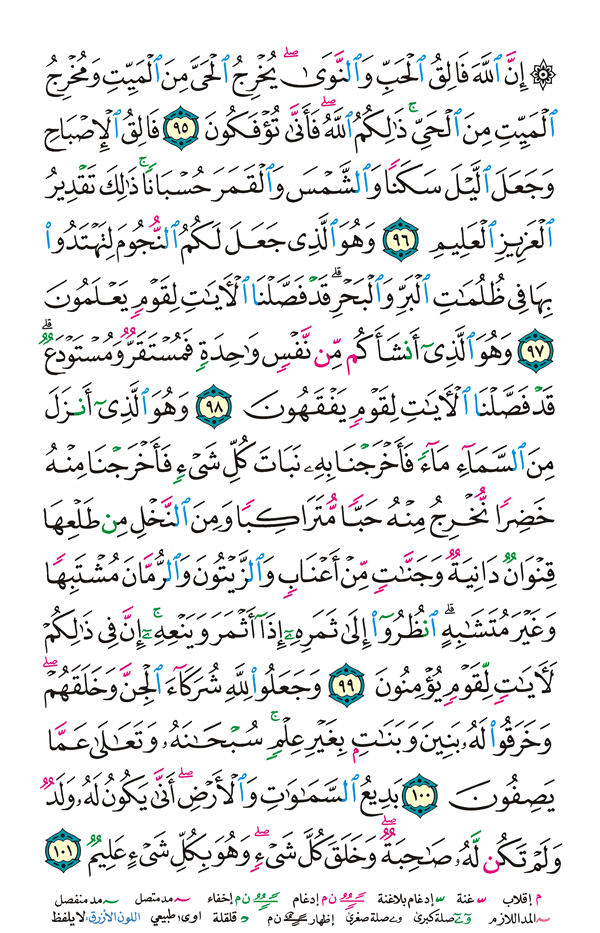 ۞ إِنَّ ٱللَّهَ فَالِقُ ٱلْحَبِّ وَٱلنَّوَىٰ ۖ يُخْرِجُ ٱلْحَىَّ مِنَ ٱلْمَيِّتِ وَمُخْرِجُ
ٱلْمَيِّتِ مِنَ ٱلْحَىِّ ۚ ذَٰلِكُمُ ٱللَّهُ ۖ فَأَنَّىٰ تُؤْفَكُونَ ٩٥ فَالِقُ ٱلْإِصْبَاحِ
وَجَعَلَ ٱلَّيْلَ سَكَنًا وَٱلشَّمْسَ وَٱلْقَمَرَ حُسْبَانًا ۚ ذَٰلِكَ تَقْدِيرُ
ٱلْعَزِيزِ ٱلْعَلِيمِ ٩٦ وَهُوَ ٱلَّذِى جَعَلَ لَكُمُ ٱلنُّجُومَ لِتَهْتَدُوا۟
بِهَا فِى ظُلُمَٰتِ ٱلْبَرِّ وَٱلْبَحْرِ ۗ قَدْ فَصَّلْنَا ٱلْءَايَٰتِ لِقَوْمٍ يَعْلَمُونَ
٩٧ وَهُوَ ٱلَّذِىٓ أَنشَأَكُم مِّن نَّفْسٍ وَٰحِدَةٍ فَمُسْتَقَرٌّ وَمُسْتَوْدَعٌ ۗ
قَدْ فَصَّلْنَا ٱلْءَايَٰتِ لِقَوْمٍ يَفْقَهُونَ ٩٨ وَهُوَ ٱلَّذِىٓ أَنزَلَ
مِنَ ٱلسَّمَآءِ مَآءً فَأَخْرَجْنَا بِهِۦ نَبَاتَ كُلِّ شَىْءٍ فَأَخْرَجْنَا مِنْهُ
خَضِرًا نُّخْرِجُ مِنْهُ حَبًّا مُّتَرَاكِبًا وَمِنَ ٱلنَّخْلِ مِن طَلْعِهَا
قِنْوَانٌ دَانِيَةٌ وَجَنَّٰتٍ مِّنْ أَعْنَابٍ وَٱلزَّيْتُونَ وَٱلرُّمَّانَ مُشْتَبِهًا
وَغَيْرَ مُتَشَٰبِهٍ ۗ ٱنظُرُوٓا۟ إِلَىٰ ثَمَرِهِۦٓ إِذَآ أَثْمَرَ وَيَنْعِهِۦٓ ۚ إِنَّ فِى ذَٰلِكُمْ
لَءَايَٰتٍ لِّقَوْمٍ يُؤْمِنُونَ ٩٩ وَجَعَلُوا۟ لِلَّهِ شُرَكَآءَ ٱلْجِنَّ وَخَلَقَهُمْ ۖ
وَخَرَقُوا۟ لَهُۥ بَنِينَ وَبَنَٰتٍۭ بِغَيْرِ عِلْمٍ ۚ سُبْحَٰنَهُۥ وَتَعَٰلَىٰ عَمَّا
يَصِفُونَ ١٠٠ بَدِيعُ ٱلسَّمَٰوَٰتِ وَٱلْأَرْضِ ۖ أَنَّىٰ يَكُونُ لَهُۥ وَلَدٌ
وَلَمْ تَكُن لَّهُۥ صَٰحِبَةٌ ۖ وَخَلَقَ كُلَّ شَىْءٍ ۖ وَهُوَ بِكُلِّ شَىْءٍ عَلِيمٌ ١٠١
م إقلاب غنة إدغام بلاغنة ن م إدغام ن م إخفاء مد متصل مد منفصل
المد اللازم صلة كبرى صلة صغرى إظهار ن م قلقلة اوى طبيعي اللون الأزرق: لا يلفظ